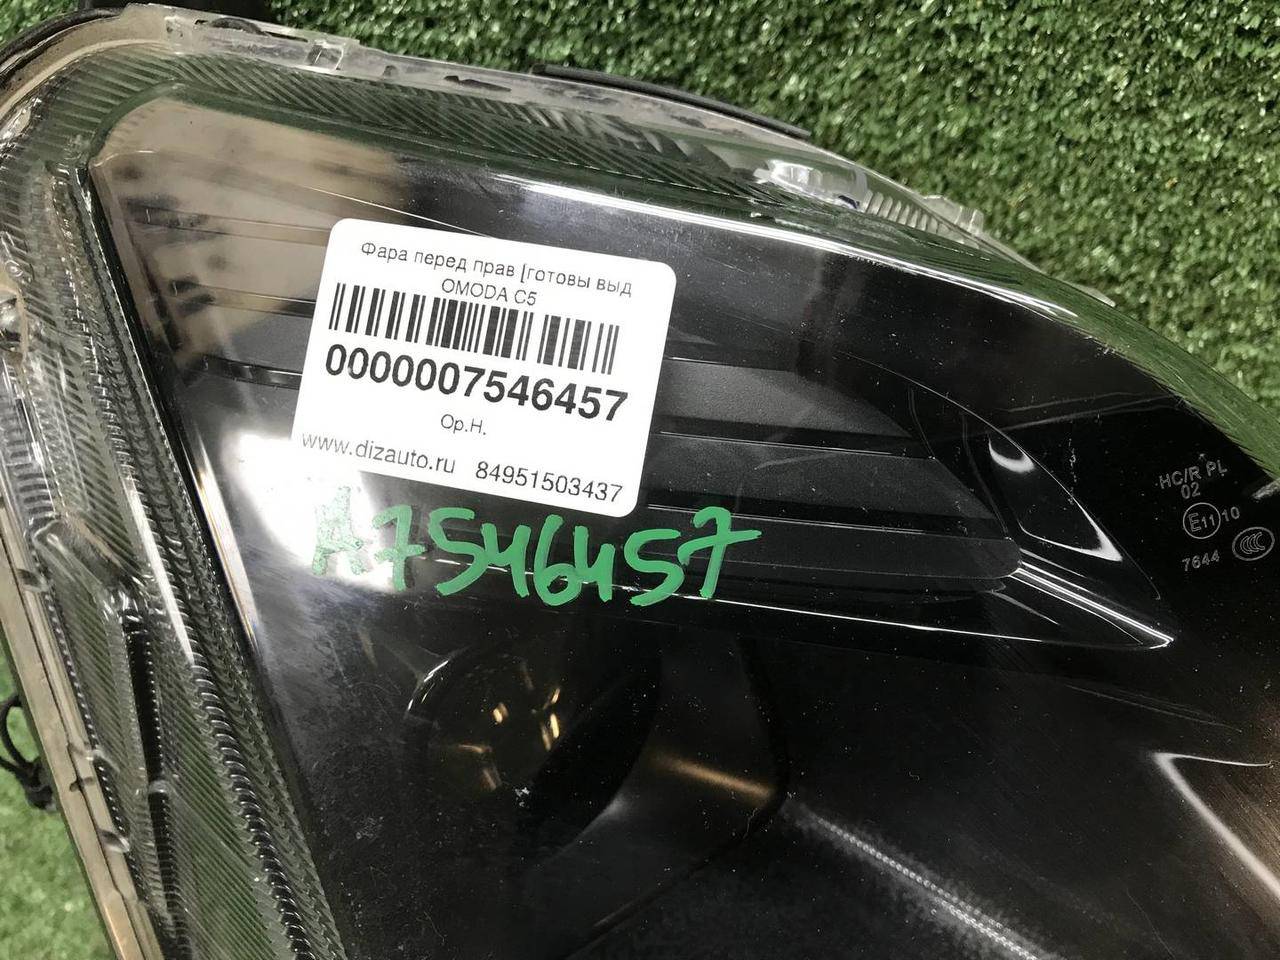 Фара перед прав [готовы выд
OMODA C5
0000007546457
Ор.Н.
www.dizauto.ru 84951503437
A7546457
HC/R PL
02
E11 10
7644 CCC